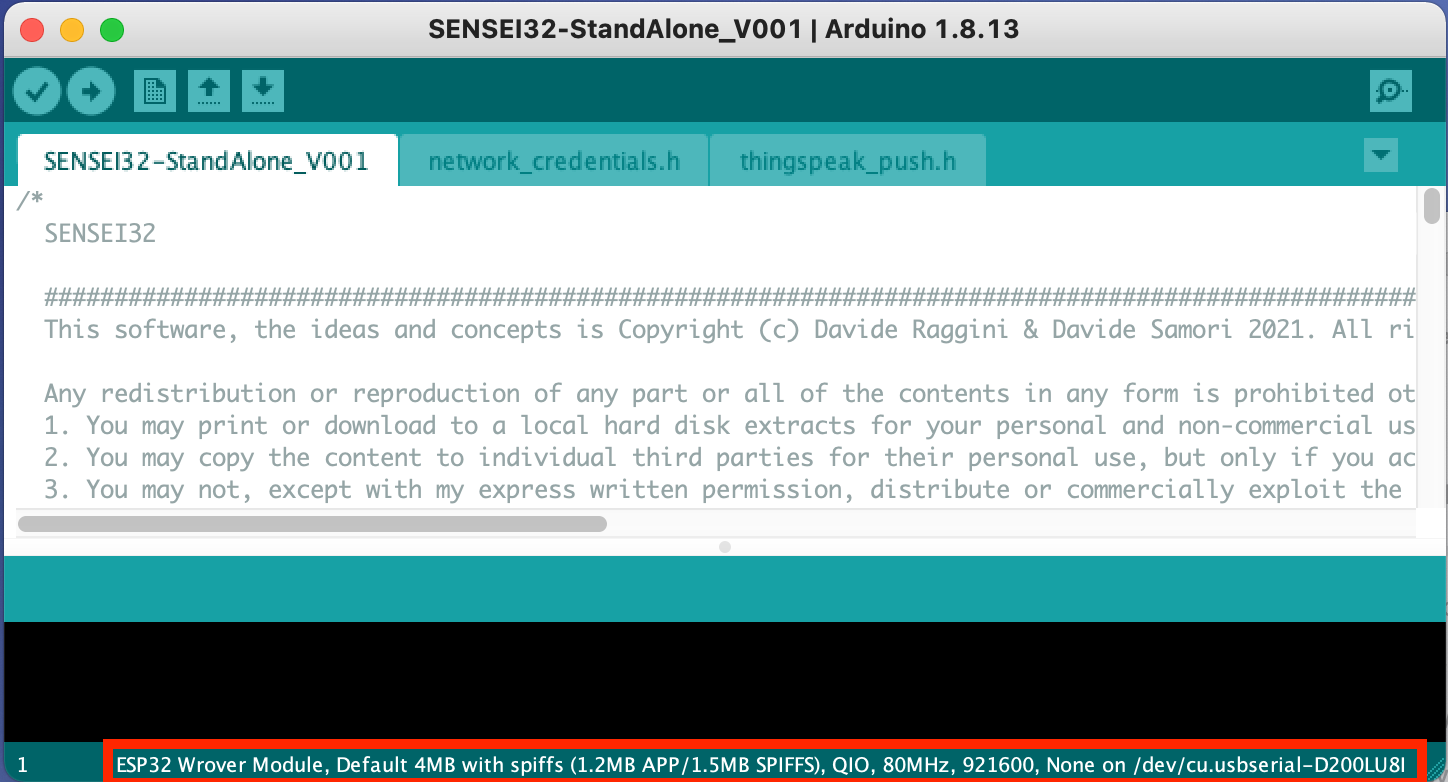 SENSEI32-StandAlone_V001 | Arduino 1.8.13
SENSEI32-StandAlone_V001
network_credentials.h
thingspeak_push.h
/*
SENSEI32
##################################################################################################
This software, the ideas and concepts is Copyright (c) Davide Raggini & Davide Samori 2021. All ri
Any redistribution or reproduction of any part or all of the contents in any form is prohibited ot
1. You may print or download to a local hard disk extracts for your personal and non-commercial us
2. You may copy the content to individual third parties for their personal use, but only if you ac
3. You may not, except with my express written permission, distribute or commercially exploit the
1
ESP32 Wrover Module, Default 4MB with spiffs (1.2MB APP/1.5MB SPIFFS), QIO, 80MHz, 921600, None on /dev/cu.usbserial-D200LU8I